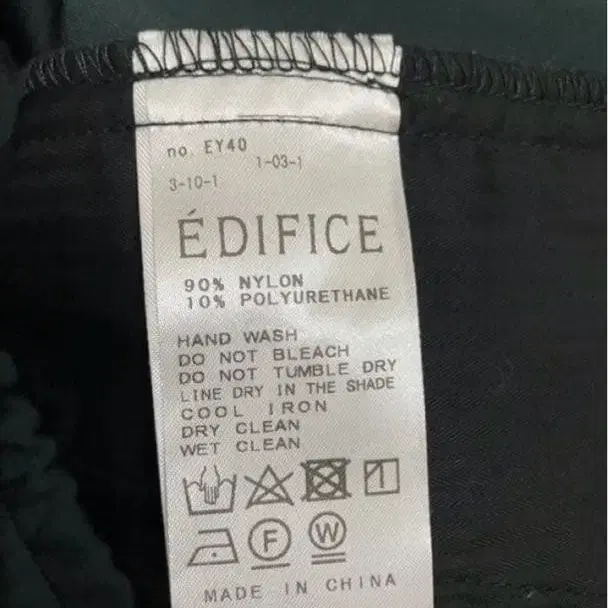 no. EY40
1-03-1
3-10-1
ÉDIFICE
90% NYLON
10% POLYURETHANE
HAND WASH
DO NOT BLEACH
DO NOT TUMBLE DRY
LINE DRY IN THE SHADE
COOL IRON
DRY CLEAN
WET CLEAN
F W
MADE IN CHINA